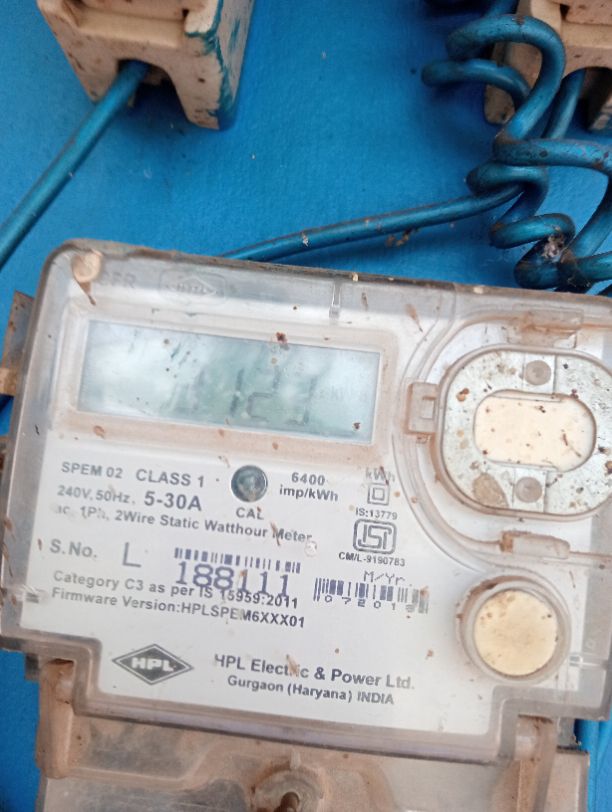 SPEM 02 CLASS 1
6400
imp/kWh
kWh
240V, 50Hz, 5-30A
CAL
ac, 1Ph, 2Wire Static Watthour Meter
IS:13779
ISI
CM/L-9190783
S.No. L 188111
M/Yr.
Category C3 as per IS 15959:2011
Firmware Version:HPLSPEM6XXX01
HPL
HPL Electric & Power Ltd.
Gurgaon (Haryana) INDIA